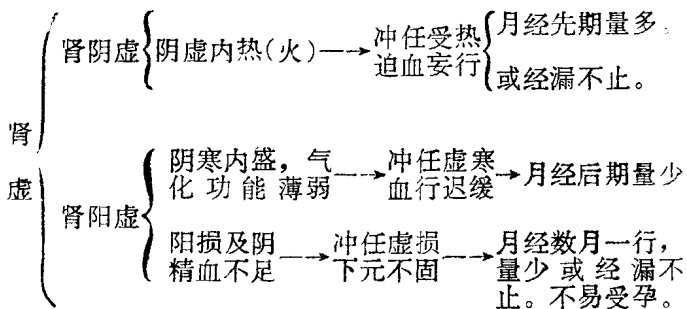 肾虚
肾阴虚
阴虚内热(火)
冲任受热
迫血妄行
月经先期量多
或经漏不止。
肾阳虚
阴寒内盛，气
化功能薄弱
冲任虚寒
血行迟缓
月经后期量少
阳损及阴
精血不足
冲任虚损
下元不固
月经数月一行，
量少或经漏不
止。不易受孕。